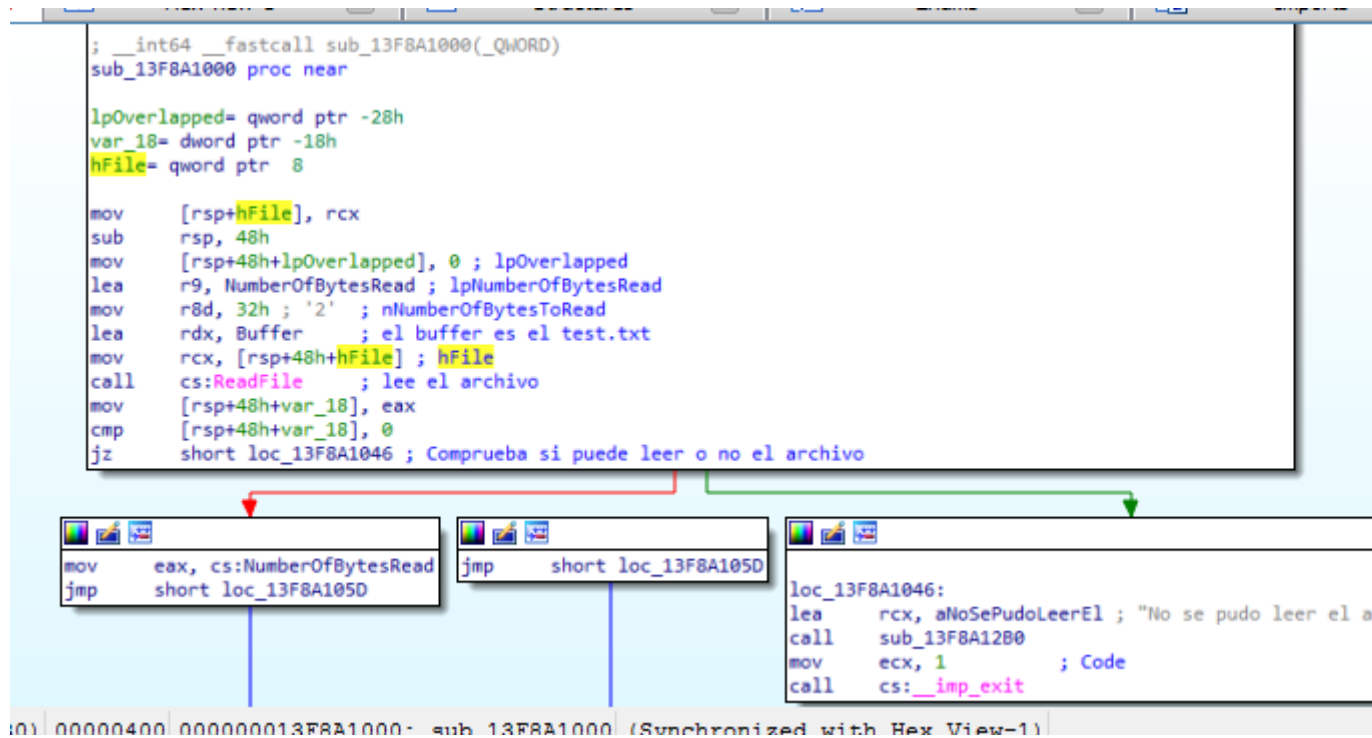 ; __int64 __fastcall sub_13F8A1000(_QWORD)
sub_13F8A1000 proc near
lpOverlapped= qword ptr -28h
var_18= dword ptr -18h
hFile= qword ptr  8
mov     [rsp+hFile], rcx
sub     rsp, 48h
mov     [rsp+48h+lpOverlapped], 0 ; lpOverlapped
lea     r9, NumberOfBytesRead ; lpNumberOfBytesRead
mov     r8d, 32h ; '2'  ; nNumberOfBytesToRead
lea     rdx, Buffer     ; el buffer es el test.txt
mov     rcx, [rsp+48h+hFile] ; hFile
call    cs:ReadFile     ; lee el archivo
mov     [rsp+48h+var_18], eax
cmp     [rsp+48h+var_18], 0
jz      short loc_13F8A1046 ; Comprueba si puede leer o no el archivo
mov     eax, cs:NumberOfBytesRead
jmp     short loc_13F8A105D
jmp     short loc_13F8A105D
loc_13F8A1046:
lea     rcx, aNoSePudoLeerEl ; "No se pudo leer el a
call    sub_13F8A12B0
mov     ecx, 1          ; Code
call    cs:__imp_exit
00000400 000000013F8A1000: sub_13F8A1000 (Synchronized with Hex View-1)